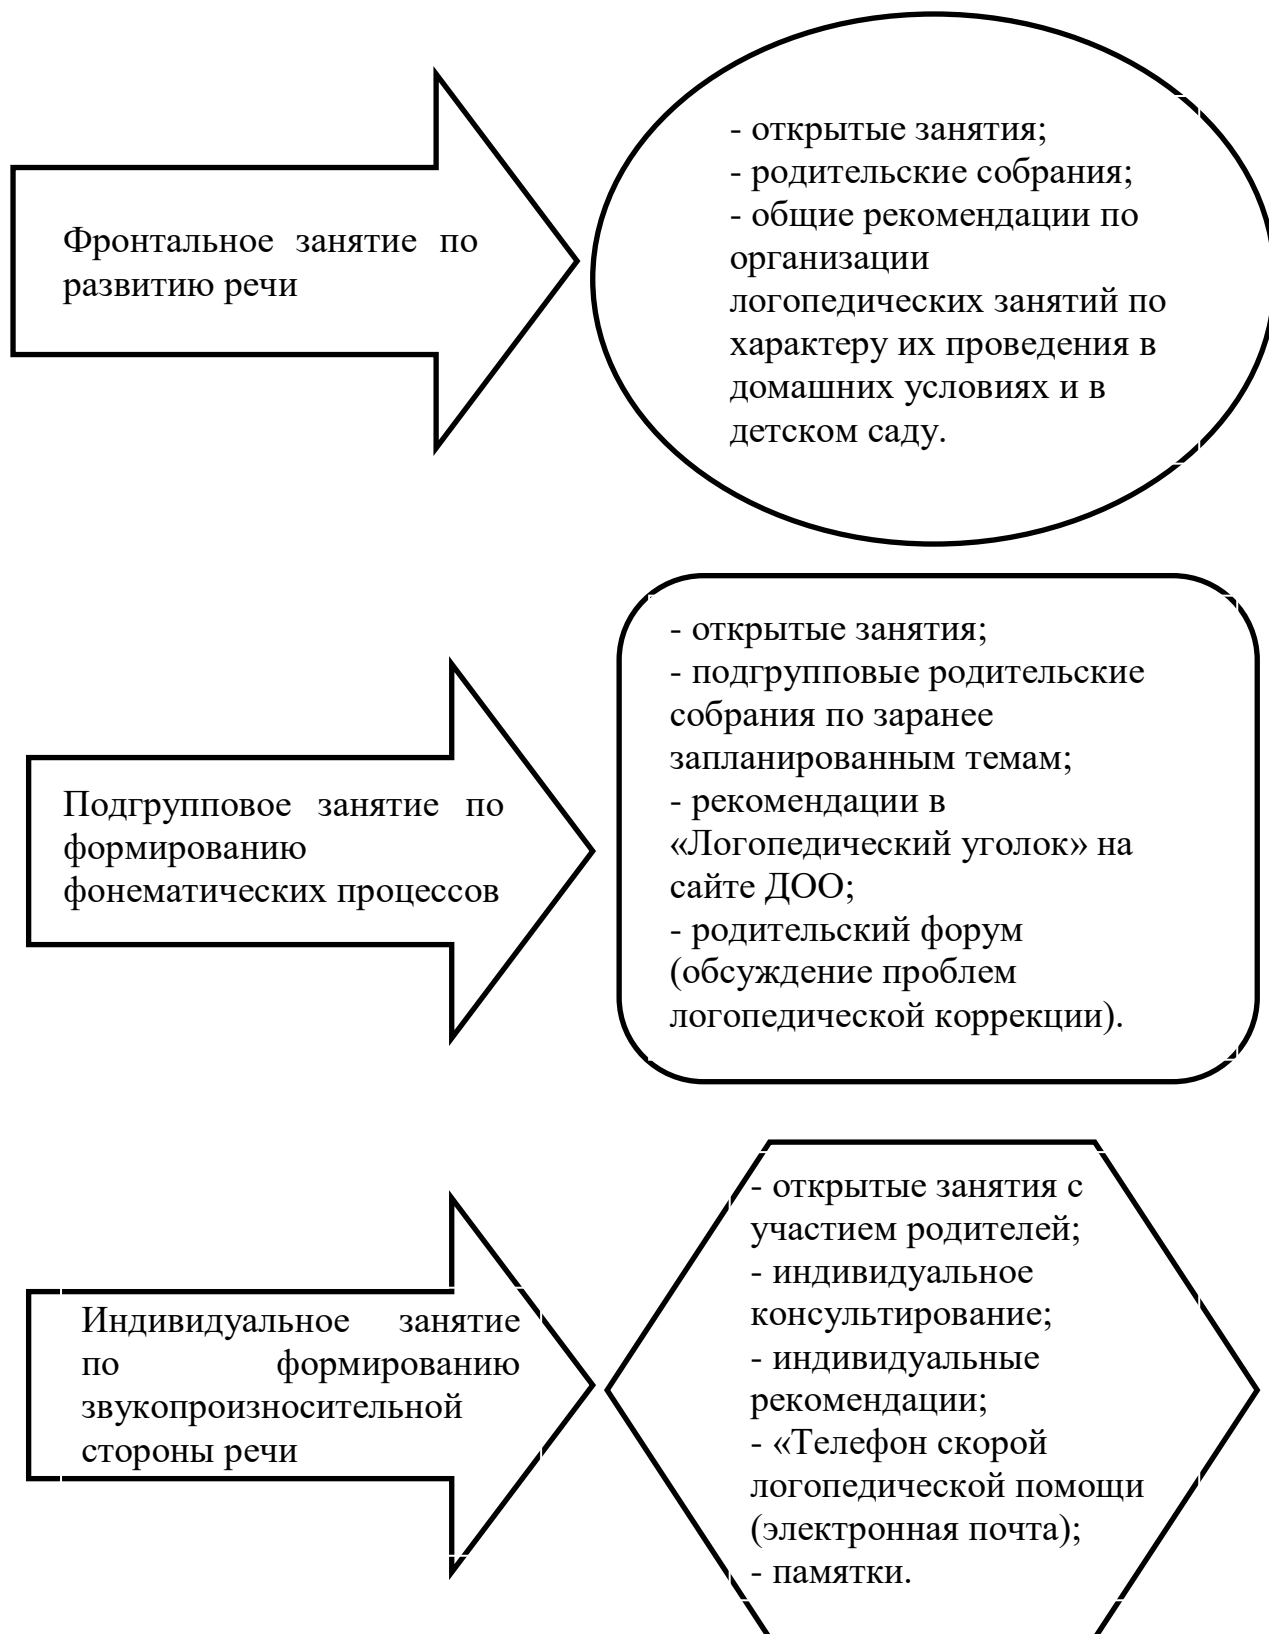 Фронтальное занятие по
развитию речи
- открытые занятия;
- родительские собрания;
- общие рекомендации по
организации
логопедических занятий по
характеру их проведения в
домашних условиях и в
детском саду.
Подгрупповое занятие по
формированию
фонематических процессов
- открытые занятия;
- подгрупповые родительские
собрания по заранее
запланированным темам;
- рекомендации в
«Логопедический уголок» на
сайте ДОО;
- родительский форум
(обсуждение проблем
логопедической коррекции).
Индивидуальное занятие
по формированию
звукопроизносительной
стороны речи
- открытые занятия с
участием родителей;
- индивидуальное
консультирование;
- индивидуальные
рекомендации;
- «Телефон скорой
логопедической помощи
(электронная почта);
- памятки.